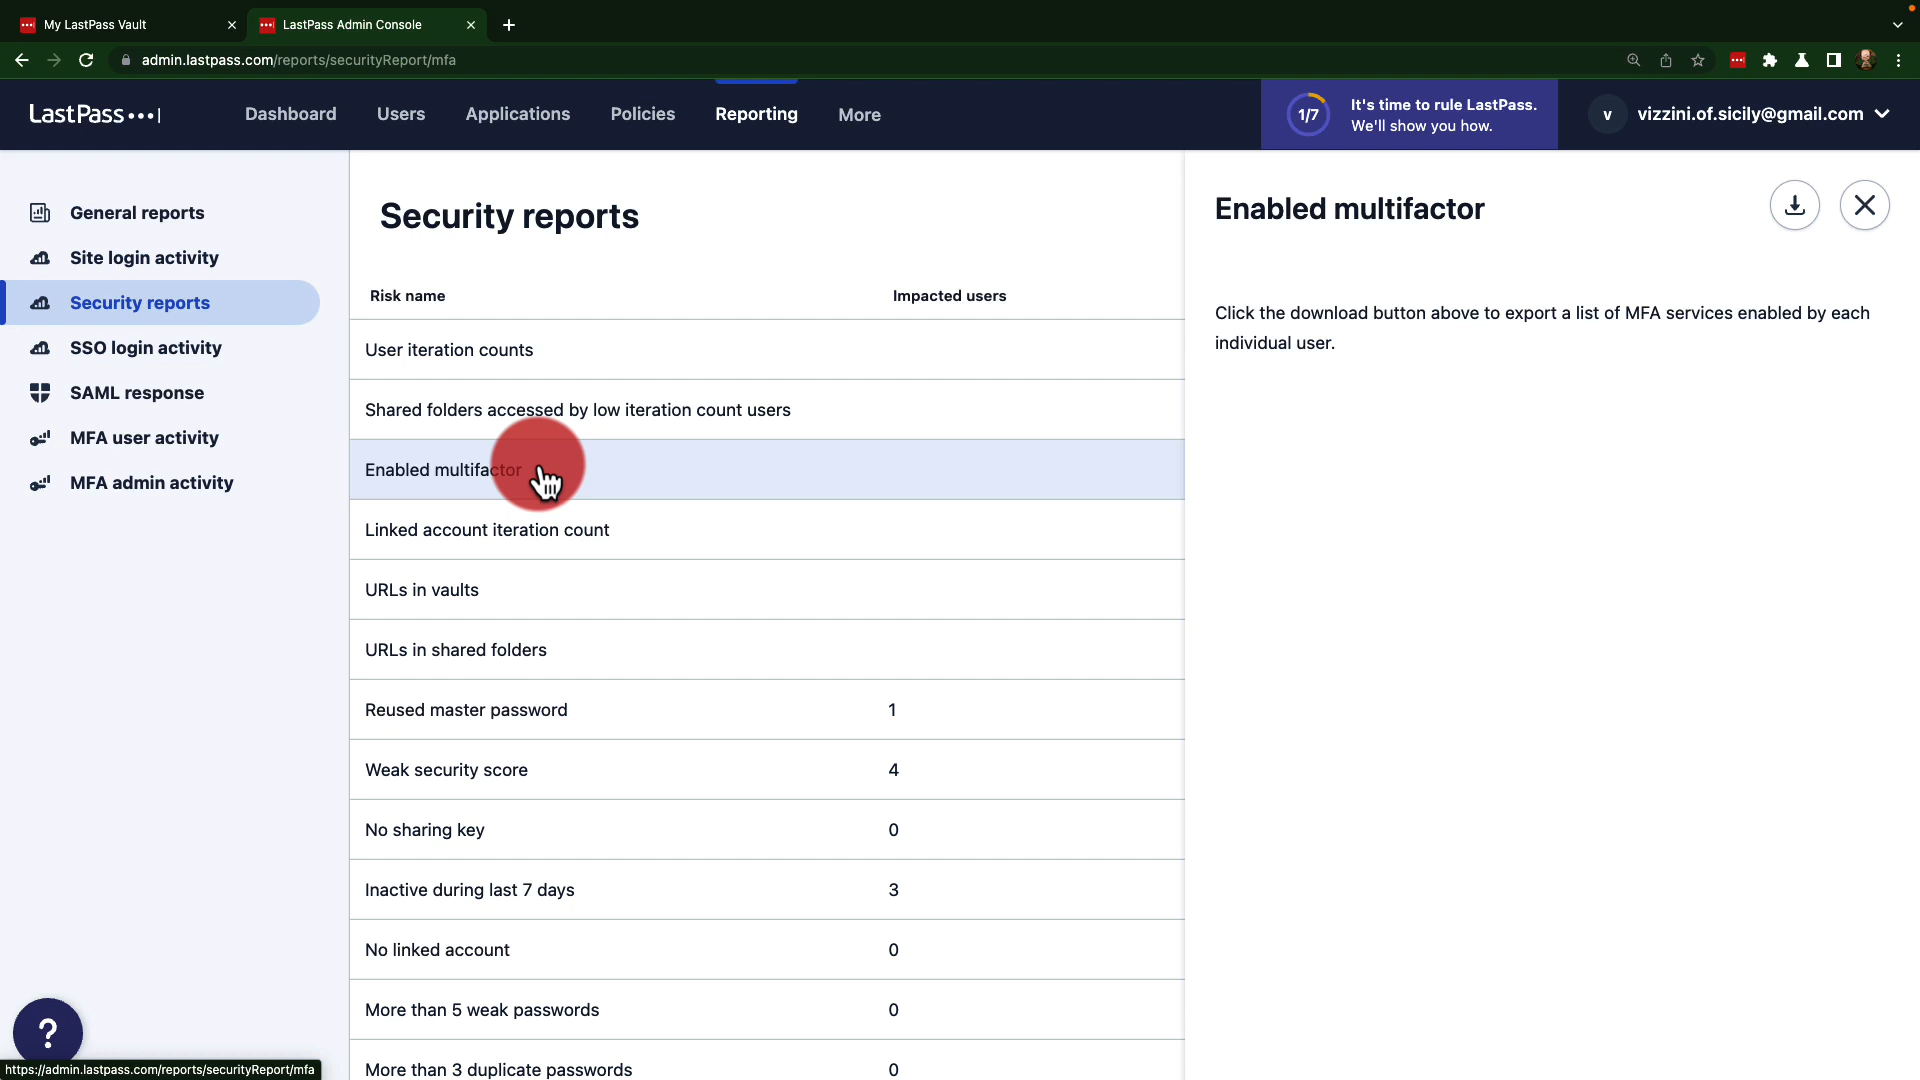 My LastPass Vault
LastPass Admin Console
admin.lastpass.com/reports/securityReport/mfa
LastPass
Dashboard
Users
Applications
Policies
Reporting
More
1/7
It's time to rule LastPass.
We'll show you how.
v
vizzini.of.sicily@gmail.com
General reports
Site login activity
Security reports
SSO login activity
SAML response
MFA user activity
MFA admin activity
Security reports
Risk name
Impacted users
User iteration counts
Shared folders accessed by low iteration count users
Enabled multifactor
Linked account iteration count
URLs in vaults
URLs in shared folders
Reused master password 1
Weak security score 4
No sharing key 0
Inactive during last 7 days 3
No linked account 0
More than 5 weak passwords 0
More than 3 duplicate passwords 0
Enabled multifactor
Click the download button above to export a list of MFA services enabled by each
individual user.
?
https://admin.lastpass.com/reports/securityReport/mfa